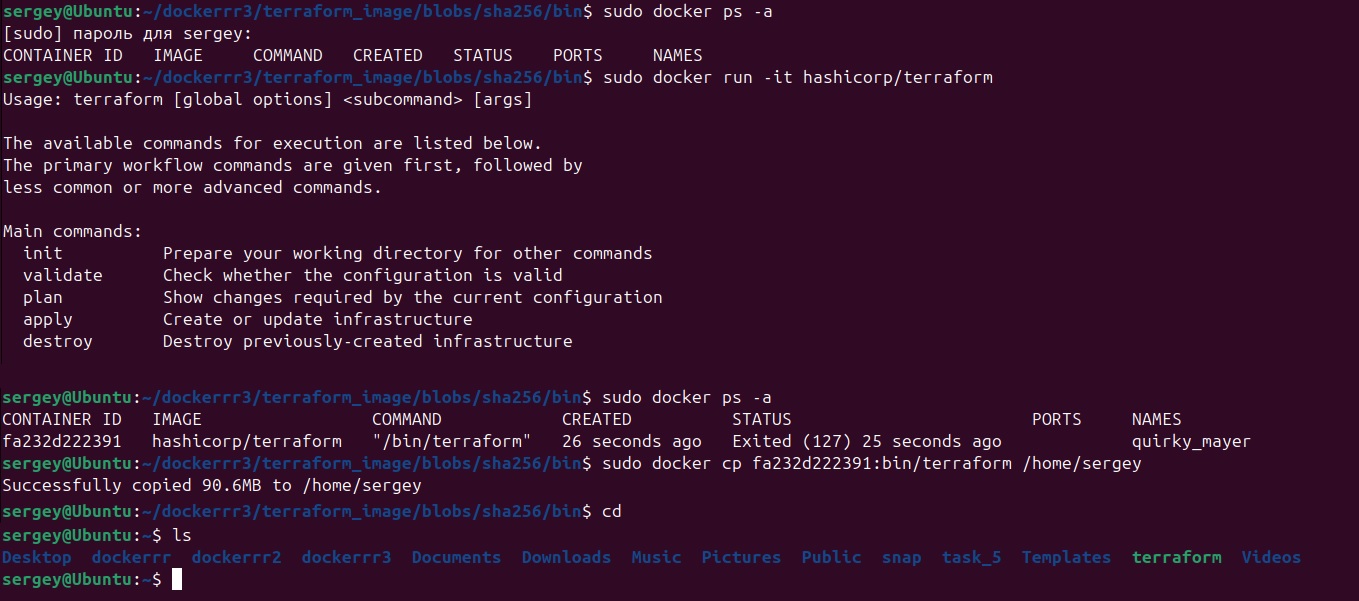 sergey@Ubuntu:~/dockerrr3/terraform_image/blobs/sha256/bin$ sudo docker ps -a
[sudo] пароль для sergey:
CONTAINER ID   IMAGE     COMMAND   CREATED   STATUS    PORTS     NAMES
sergey@Ubuntu:~/dockerrr3/terraform_image/blobs/sha256/bin$ sudo docker run -it hashicorp/terraform
Usage: terraform [global options] <subcommand> [args]

The available commands for execution are listed below.
The primary workflow commands are given first, followed by
less common or more advanced commands.

Main commands:
  init          Prepare your working directory for other commands
  validate      Check whether the configuration is valid
  plan          Show changes required by the current configuration
  apply         Create or update infrastructure
  destroy       Destroy previously-created infrastructure

sergey@Ubuntu:~/dockerrr3/terraform_image/blobs/sha256/bin$ sudo docker ps -a
CONTAINER ID   IMAGE                 COMMAND            CREATED          STATUS                        PORTS     NAMES
fa232d222391   hashicorp/terraform   "/bin/terraform"   26 seconds ago   Exited (127) 25 seconds ago             quirky_mayer
sergey@Ubuntu:~/dockerrr3/terraform_image/blobs/sha256/bin$ sudo docker cp fa232d222391:bin/terraform /home/sergey
Successfully copied 90.6MB to /home/sergey
sergey@Ubuntu:~/dockerrr3/terraform_image/blobs/sha256/bin$ cd
sergey@Ubuntu:~$ ls
Desktop  dockerrr  dockerrr2  dockerrr3  Documents  Downloads  Music  Pictures  Public  snap  task_5  Templates  terraform  Videos
sergey@Ubuntu:~$